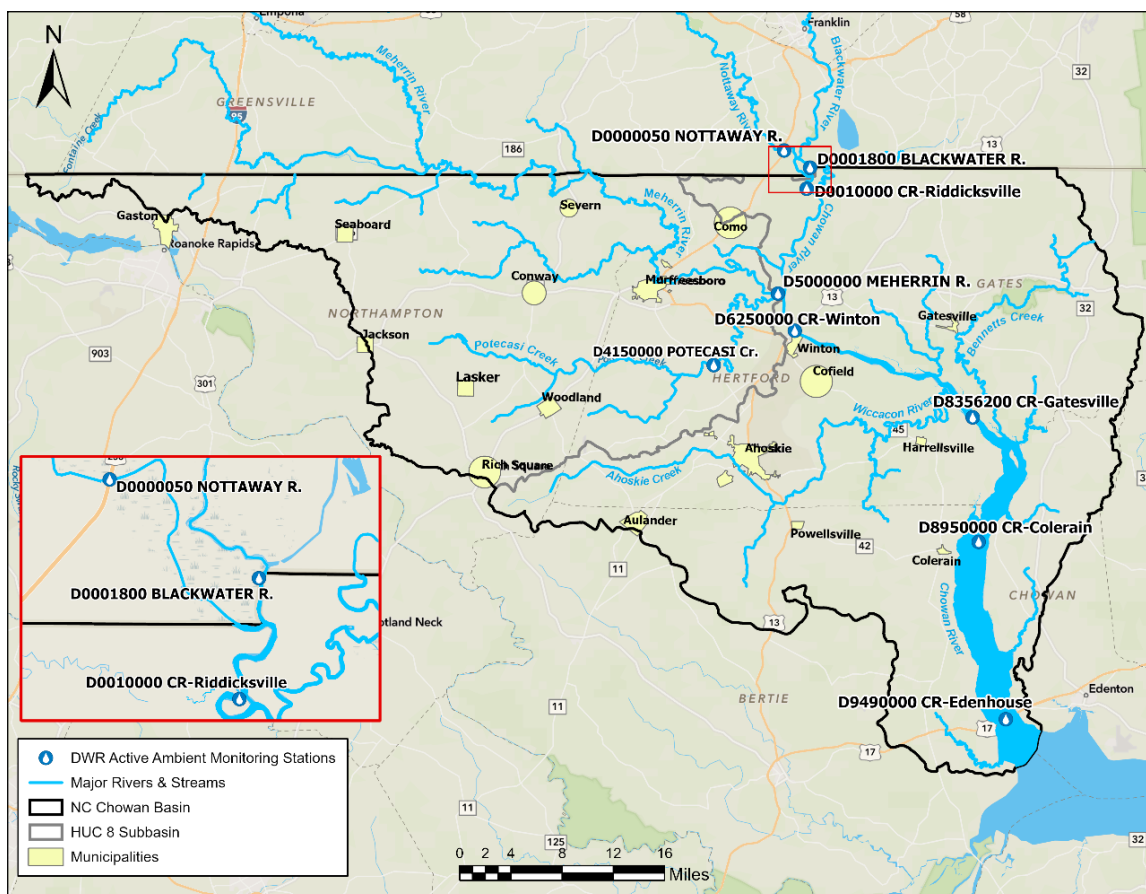 Emporia
Franklin
58
N
Meherrin River
Nottaway River
Blackwater River
32
GREENSVILLE
95
Fontaine Creek
D0000050 NOTTAWAY R.
186
13
D0001800 BLACKWATER R.
D0010000 CR-Riddicksville
Gaston
Roanoke Rapids
Seaboard
Severn
Meherrin River
Como
Chowan River
Conway
Murfreesboro
D5000000 MEHERRIN R.
GATES
13
32
NORTHAMPTON
D6250000 CR-Winton
Gatesville
Bennetts Creek
Jackson
903
Potecasi Creek
D4150000 POTECASI Cr.
Winton
301
Lasker
HERTFORD
Cofield
Woodland
Wiccacon River
D8356200 CR-Gatesville
45
Harrellsville
Rich Square
Ahoskie
Ahoskie Creek
Aulander
Powellsville
42
D8950000 CR-Colerain
Colerain
CHOWAN
11
Chowan River
13
D0000050 NOTTAWAY R.
D0001800 BLACKWATER R.
D0010000 CR-Riddicksville
otland Neck
BERTIE
Edenton
D9490000 CR-Edenhouse
17
17
11
11
125
32
DWR Active Ambient Monitoring Stations
Major Rivers & Streams
NC Chowan Basin
HUC 8 Subbasin
Municipalities
0 2 4 8 12 16
Miles